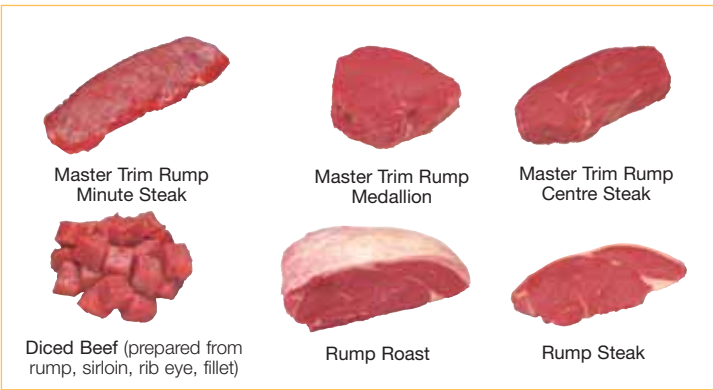 Master Trim Rump
Minute Steak
Master Trim Rump
Medallion
Master Trim Rump
Centre Steak
Diced Beef (prepared from
rump, sirloin, rib eye, fillet)
Rump Roast
Rump Steak